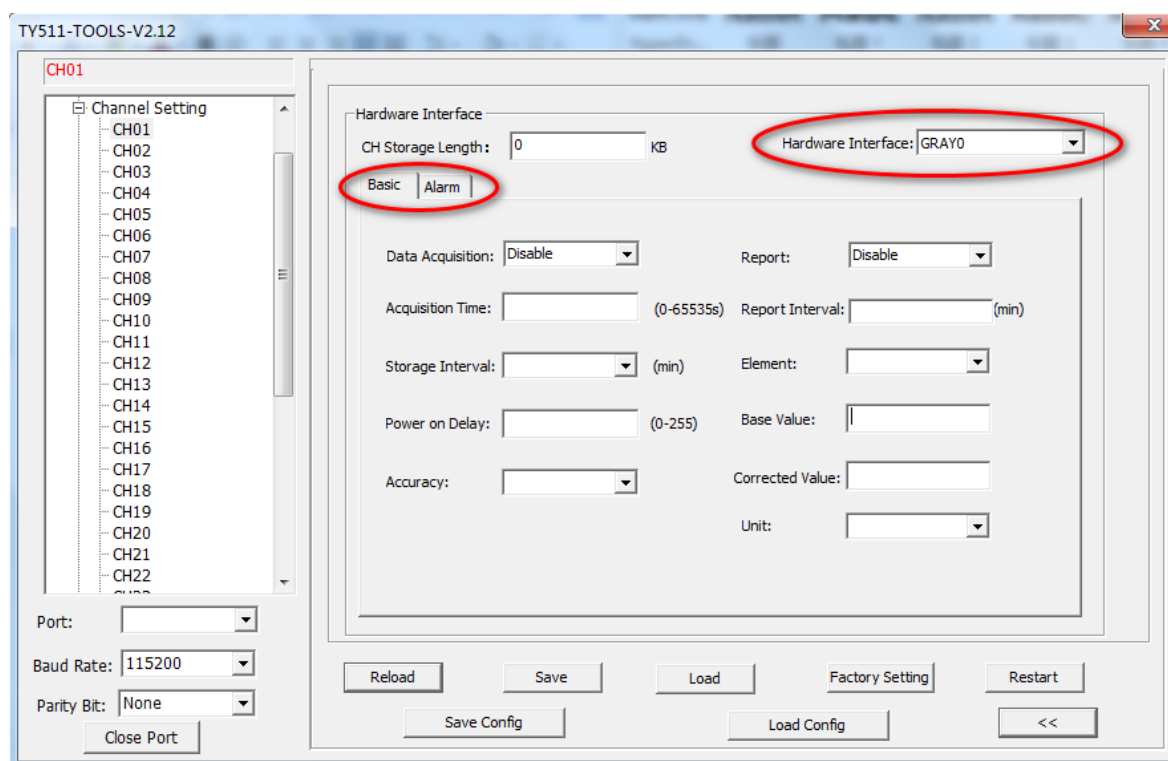 TY511-TOOLS-V2.12
CH01
Channel Setting
CH01
CH02
CH03
CH04
CH05
CH06
CH07
CH08
CH09
CH10
CH11
CH12
CH13
CH14
CH15
CH16
CH17
CH18
CH19
CH20
CH21
CH22
Port:
Baud Rate: 115200
Parity Bit: None
Close Port
Hardware Interface
CH Storage Length: 0 KB Hardware Interface: GRAY0
Basic Alarm
Data Acquisition: Disable Report: Disable
Acquisition Time: (0-65535s) Report Interval: (min)
Storage Interval: (min) Element:
Power on Delay: (0-255) Base Value:
Accuracy: Corrected Value:
Unit:
Reload Save Load Factory Setting Restart
Save Config Load Config <<